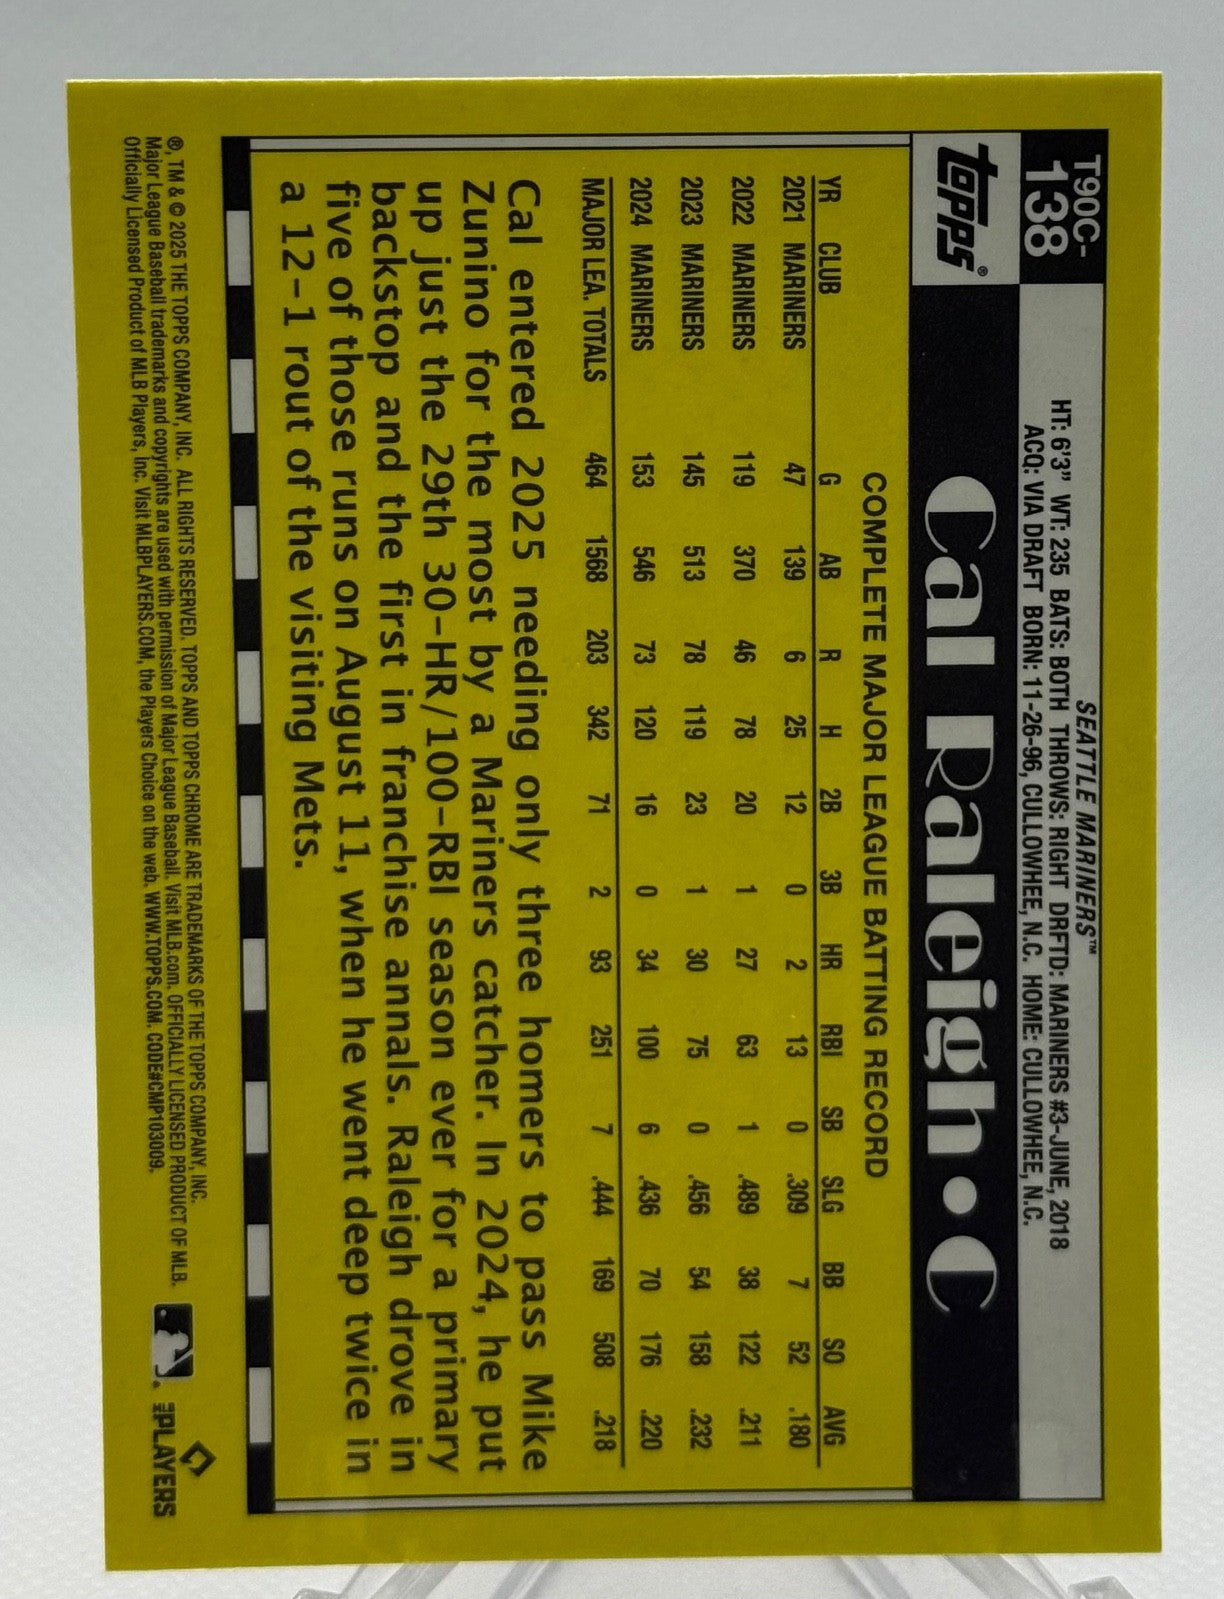 T90C-
138
SEATTLE MARINERS™
HT: 6'3" WT: 235 BATS: BOTH THROWS: RIGHT DRFTD: MARINERS #3-JUNE, 2018
ACQ: VIA DRAFT BORN: 11-26-96, CULLOWHEE, N.C. HOME: CULLOWHEE, N.C.
topps®
Cal Raleigh • C
COMPLETE MAJOR LEAGUE BATTING RECORD
YR CLUB G AB R H 2B 3B HR RBI SB SLG BB SO AVG
2021 MARINERS 47 139 6 25 12 0 2 13 0 .309 7 52 .180
2022 MARINERS 119 370 46 78 20 1 27 63 1 .489 38 122 .211
2023 MARINERS 145 513 78 119 23 1 30 75 0 .456 54 158 .232
2024 MARINERS 153 546 73 120 16 0 34 100 6 .436 70 176 .220
MAJOR LEA. TOTALS 464 1568 203 342 71 2 93 251 7 .444 169 508 .218
Cal entered 2025 needing only three homers to pass Mike
Zunino for the most by a Mariners catcher. In 2024, he put
up just the 29th 30-HR/100-RBI season ever for a primary
backstop and the first in franchise annals. Raleigh drove in
five of those runs on August 11, when he went deep twice in
a 12-1 rout of the visiting Mets.
®, TM & © 2025 THE TOPPS COMPANY, INC. ALL RIGHTS RESERVED. TOPPS AND TOPPS CHROME ARE TRADEMARKS OF THE TOPPS COMPANY, INC.
Major League Baseball trademarks and copyrights are used with permission of Major League Baseball. Visit MLB.com. OFFICIALLY LICENSED PRODUCT OF MLB.
Officially Licensed Product of MLB Players, Inc. Visit MLBPLAYERS.COM, the Players Choice on the web. WWW.TOPPS.COM. CODE#CMP103009.
MLB PLAYERS